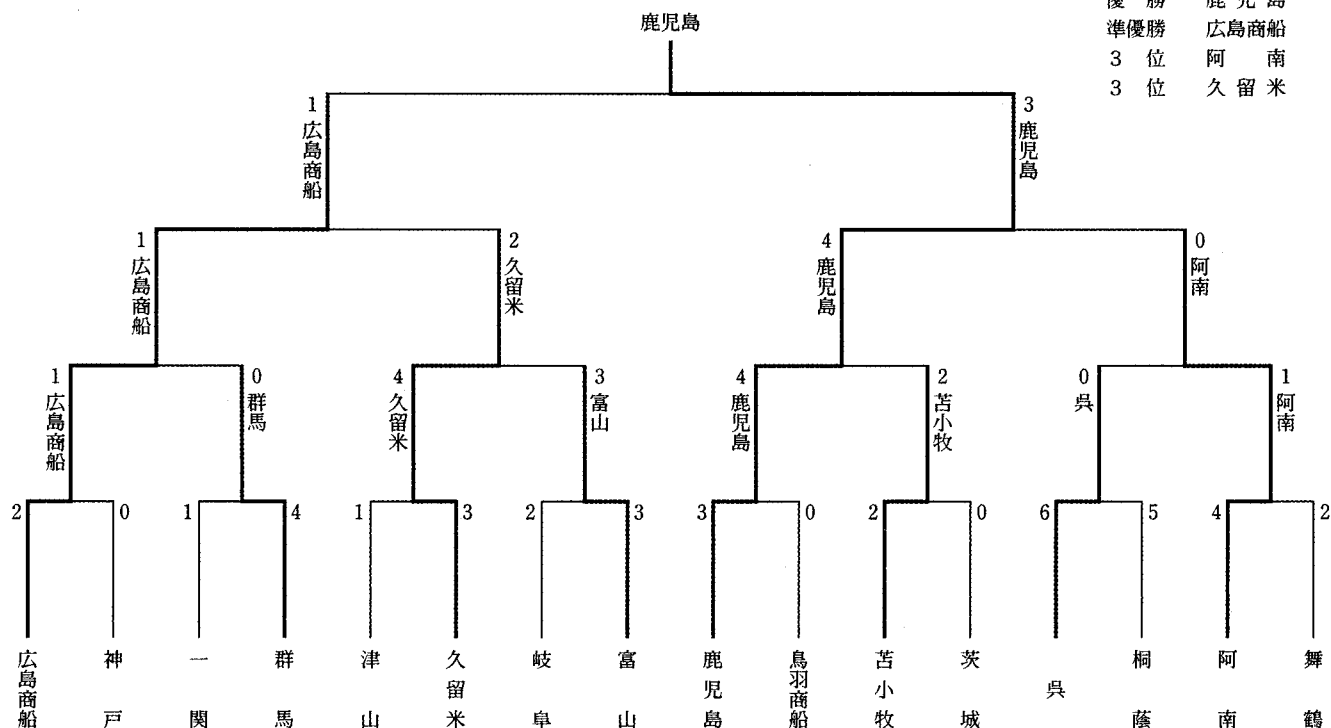 優勝 鹿児島
準優勝 広島商船
3位 阿南
3位 久留米
鹿児島
1 3
広島商船 鹿児島
1 2 4 0
広島商船 久留米 鹿児島 阿南
1 0 4 3 4 2 0 1
広島商船 群馬 久留米 富山 鹿児島 苫小牧 呉 阿南
2 0 1 4 1 3 2 3 3 0 2 0 6 5 4 2
広島商船 神戸 一関 群馬 津山 久留米 岐阜 富山 鹿児島 鳥羽商船 苫小牧 茨城 呉 桐蔭 阿南 舞鶴